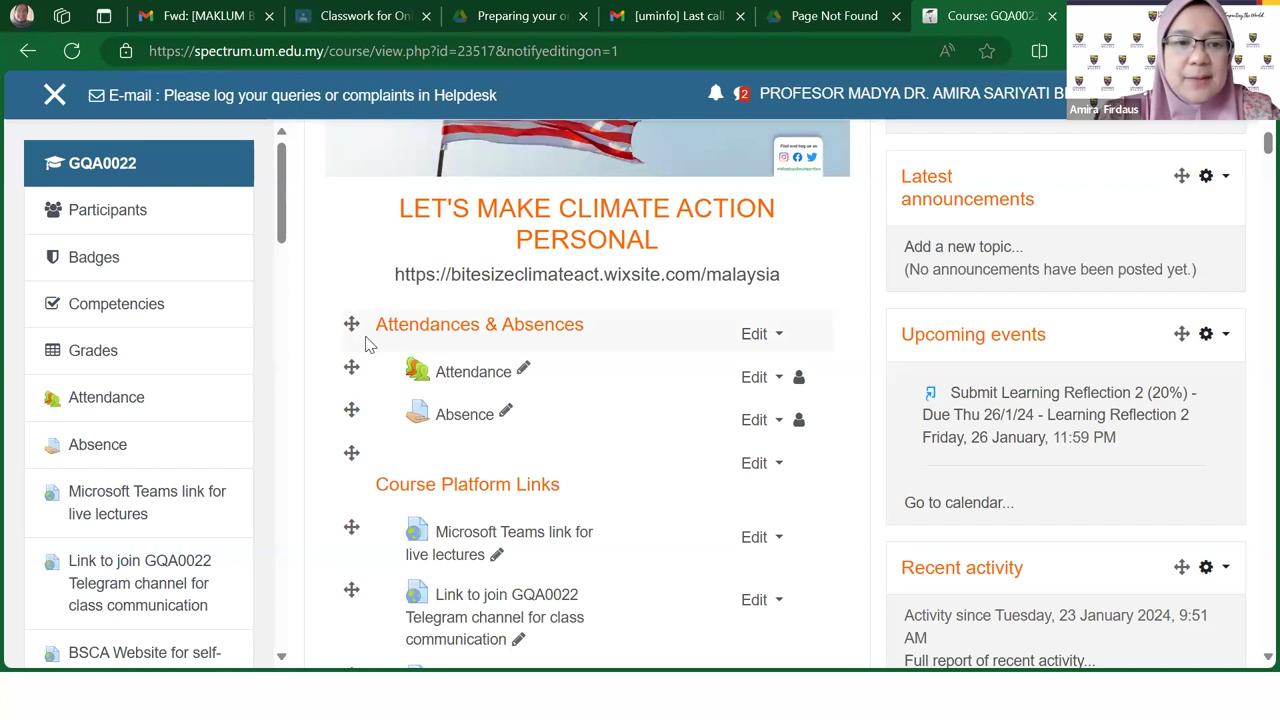 Fwd: [MAKLUM B
Classwork for Onl
Preparing your on
[uminfo] Last call
Page Not Found
Course: GQA0022
https://spectrum.um.edu.my/course/view.php?id=23517&notifyeditingon=1
Amira Firdaus
E-mail : Please log your queries or complaints in Helpdesk
2
PROFESOR MADYA DR. AMIRA SARIYATI BI
GQA0022
Participants
Badges
Competencies
Grades
Attendance
Absence
Microsoft Teams link for
live lectures
Link to join GQA0022
Telegram channel for
class communication
BSCA Website for self-
Find and tag us on
LET'S MAKE CLIMATE ACTION
PERSONAL
https://bitesizeclimateact.wixsite.com/malaysia
Attendances & Absences
Edit
Attendance
Edit
Absence
Edit
Edit
Course Platform Links
Microsoft Teams link for
live lectures
Edit
Link to join GQA0022
Telegram channel for class
communication
Edit
Latest
announcements
Add a new topic...
(No announcements have been posted yet.)
Upcoming events
Submit Learning Reflection 2 (20%) -
Due Thu 26/1/24 - Learning Reflection 2
Friday, 26 January, 11:59 PM
Go to calendar...
Recent activity
Activity since Tuesday, 23 January 2024, 9:51
AM
Full report of recent activity...